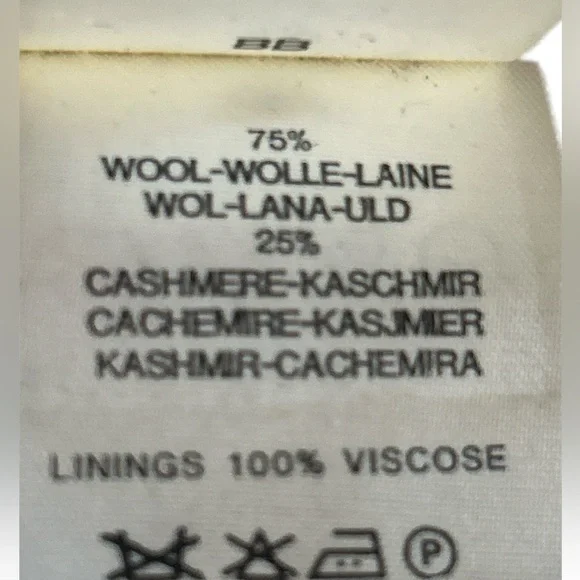 BB
75%
WOOL-WOLLE-LAINE
WOL-LANA-ULD
25%
CASHMERE-KASCHMIR
CACHEMIRE-KASJMIER
KASHMIR-CACHEMIRA
LININGS 100% VISCOSE
P